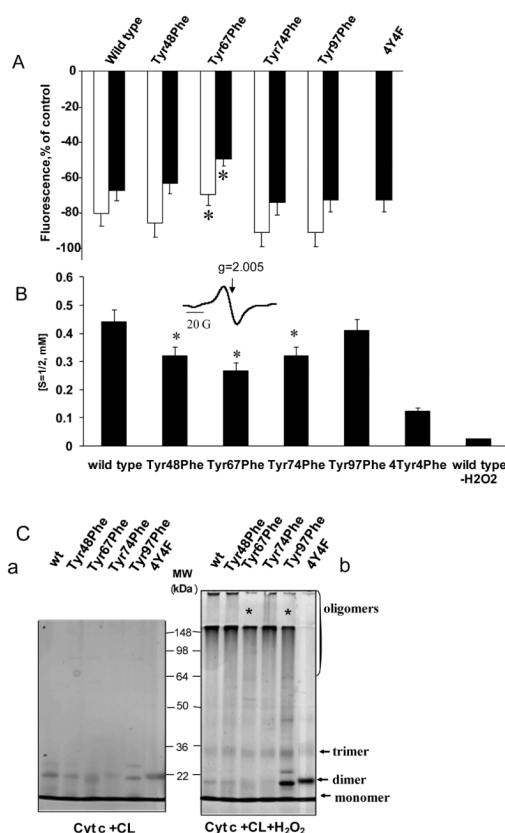 A
Wild type
Tyr48Phe
Tyr67Phe
Tyr74Phe
Tyr97Phe
4Y4F
Fluorescence,% of control
0
-20
-40
-60
-80
-100
*
*
B
[S=1/2, mM]
0.6
0.5
0.4
0.3
0.2
0.1
0
g=2.005
20 G
* * *
wild type Tyr48Phe Tyr67Phe Tyr74Phe Tyr97Phe 4Tyr4Phe wild type
-H2O2
C
a
wt
Tyr48Phe
Tyr67Phe
Tyr74Phe
Tyr97Phe
4Y4F
MW
(kDa)
148
98
64
50
36
22
Cyt c +CL
b
wt
Tyr48Phe
Tyr67Phe
Tyr74Phe
Tyr97Phe
4Y4F
* *
oligomers
trimer
dimer
monomer
Cyt c +CL+H₂O₂